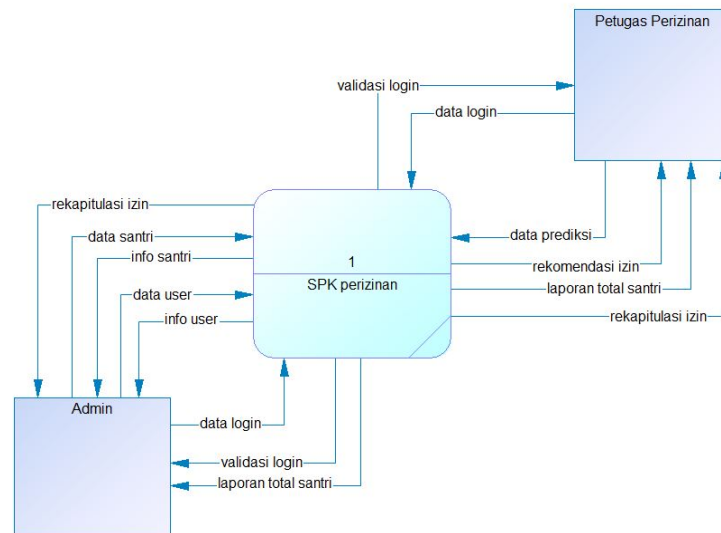 Petugas Perizinan
validasi login
data login
rekapitulasi izin
data santri
info santri
data user
info user
1
SPK perizinan
data prediksi
rekomendasi izin
laporan total santri
rekapitulasi izin
Admin
data login
validasi login
laporan total santri